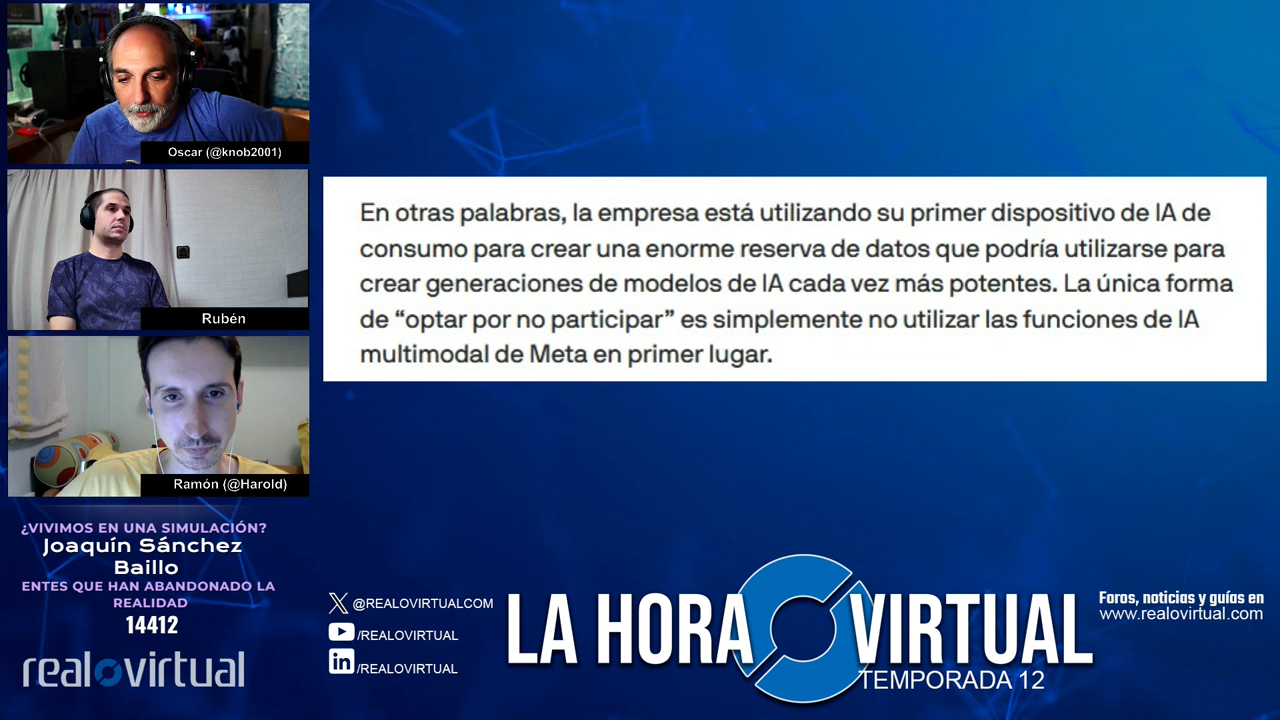 Oscar (@knob2001)
Rubén
Ramón (@Harold)
En otras palabras, la empresa está utilizando su primer dispositivo de IA de
consumo para crear una enorme reserva de datos que podría utilizarse para
crear generaciones de modelos de IA cada vez más potentes. La única forma
de “optar por no participar” es simplemente no utilizar las funciones de IA
multimodal de Meta en primer lugar.
¿VIVIMOS EN UNA SIMULACIÓN?
Joaquín Sánchez
Baillo
ENTES QUE HAN ABANDONADO LA
REALIDAD
14412
realovirtual
@REALOVIRTUALCOM
/REALOVIRTUAL
/REALOVIRTUAL
LA HORA VIRTUAL
TEMPORADA 12
Foros, noticias y guías en
www.realovirtual.com